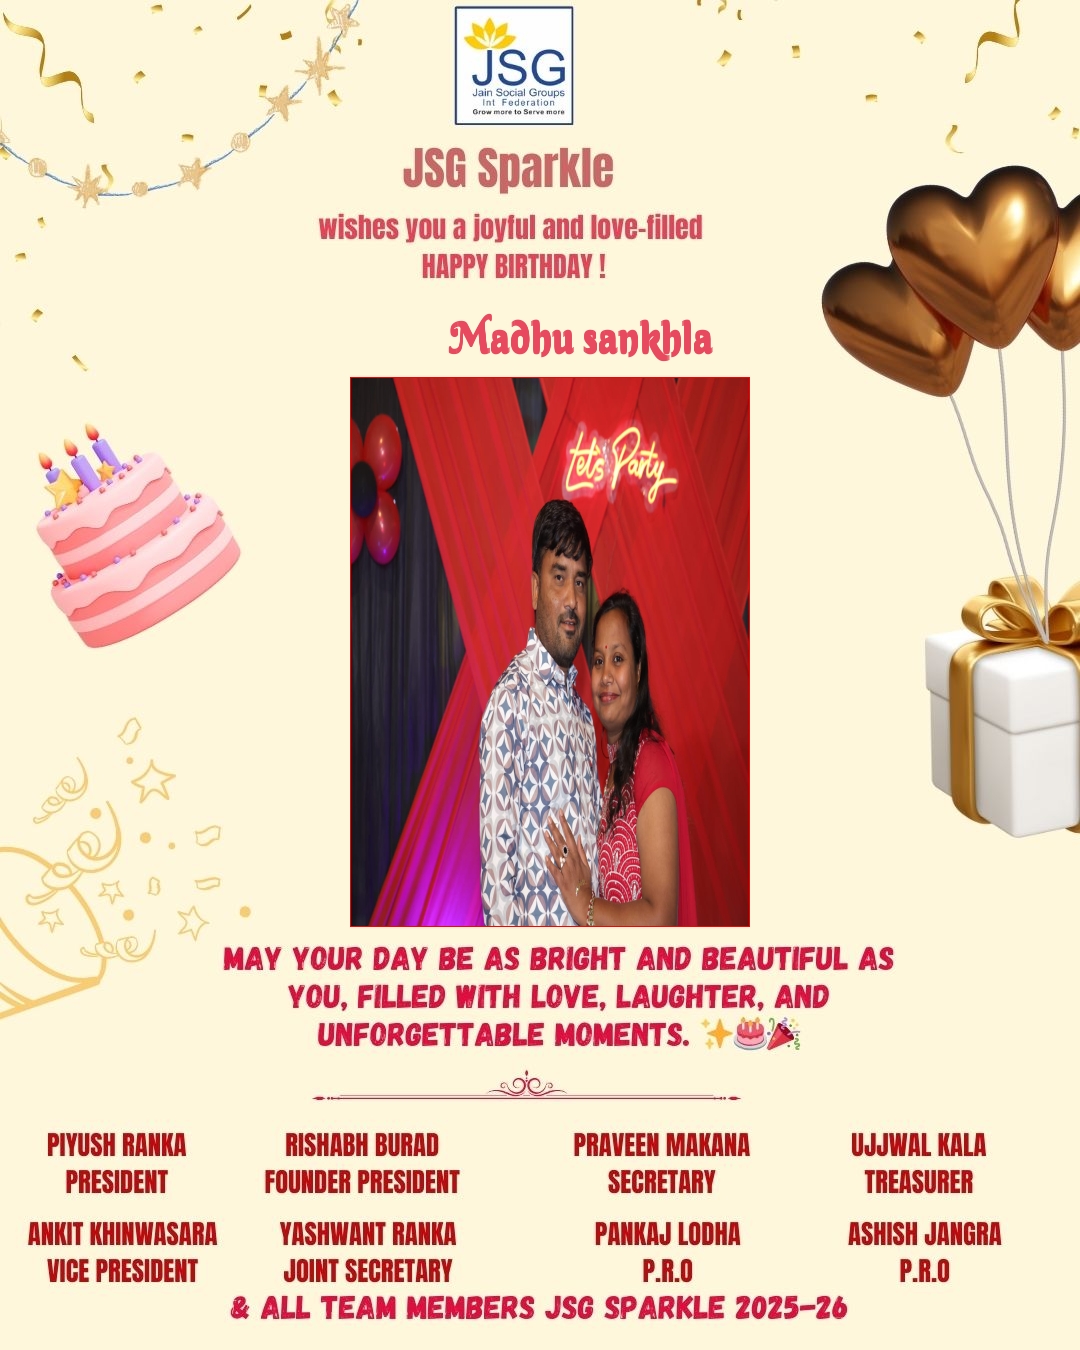 JSG
Jain Social Groups
Int Federation
Grow more to Serve more
JSG Sparkle
wishes you a joyful and love-filled
HAPPY BIRTHDAY !
Madhu sankhla
Let's Party
MAY YOUR DAY BE AS BRIGHT AND BEAUTIFUL AS
YOU, FILLED WITH LOVE, LAUGHTER, AND
UNFORGETTABLE MOMENTS. ✨🎂🎉
PIYUSH RANKA
PRESIDENT
RISHABH BURAD
FOUNDER PRESIDENT
PRAVEEN MAKANA
SECRETARY
UJJWAL KALA
TREASURER
ANKIT KHINWASARA
VICE PRESIDENT
YASHWANT RANKA
JOINT SECRETARY
PANKAJ LODHA
P.R.O
ASHISH JANGRA
P.R.O
& ALL TEAM MEMBERS JSG SPARKLE 2025-26